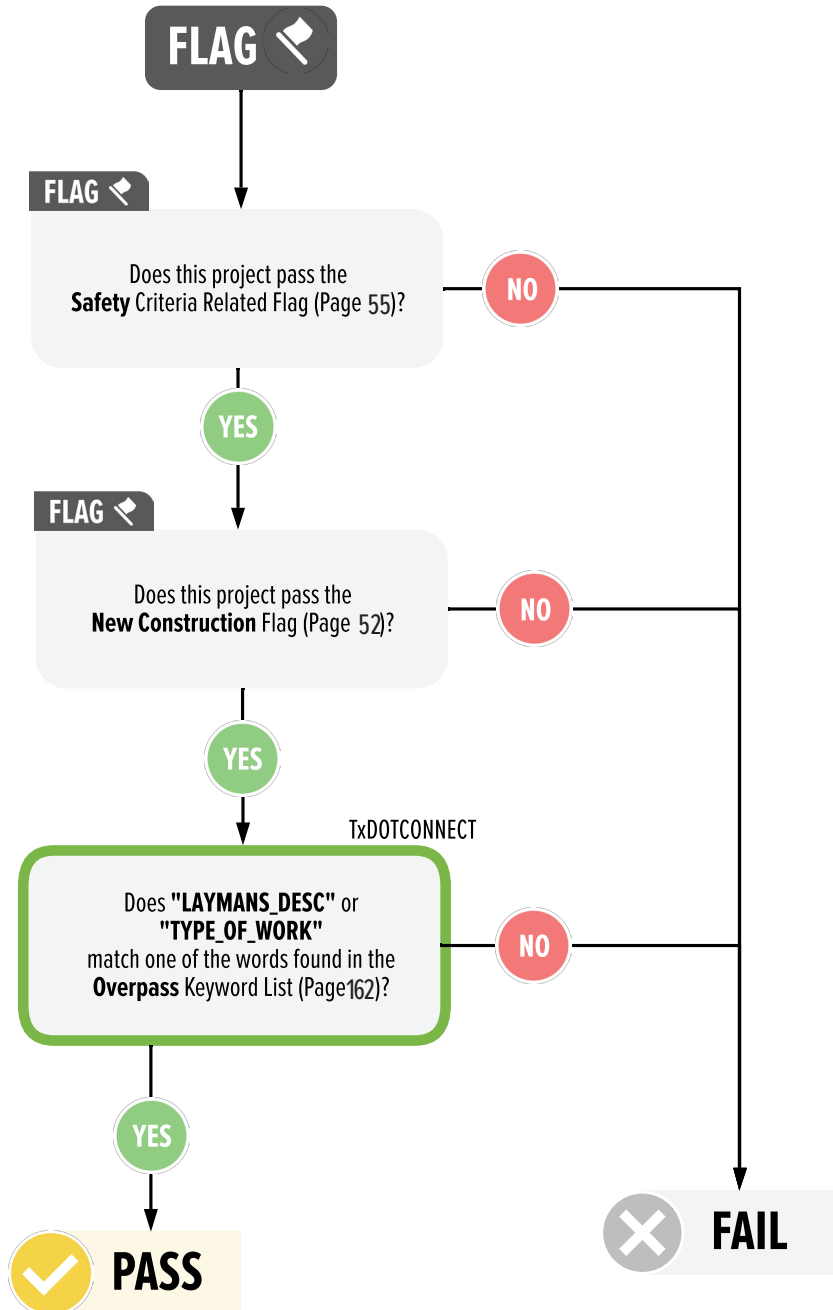 FLAG
FLAG
Does this project pass the
Safety Criteria Related Flag (Page 55)?
NO
YES
FLAG
Does this project pass the
New Construction Flag (Page 52)?
NO
YES
TxDOTCONNECT
Does "LAYMANS_DESC" or
"TYPE_OF_WORK"
match one of the words found in the
Overpass Keyword List (Page162)?
NO
YES
PASS
FAIL